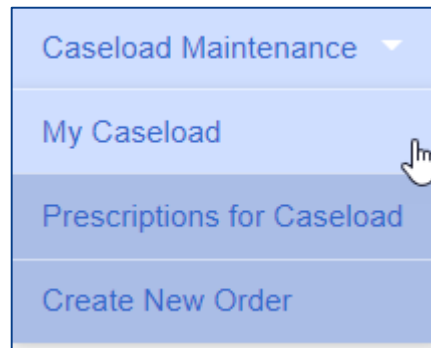 Caseload Maintenance
My Caseload
Prescriptions for Caseload
Create New Order